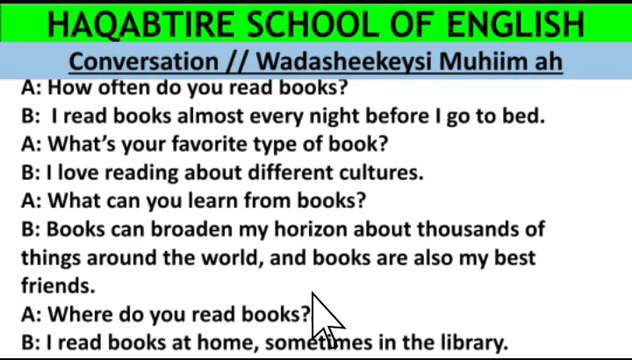 HAQABTIRE SCHOOL OF ENGLISH
Conversation // Wadasheekeysi Muhiim ah
A: How often do you read books?
B: I read books almost every night before I go to bed.
A: What's your favorite type of book?
B: I love reading about different cultures.
A: What can you learn from books?
B: Books can broaden my horizon about thousands of
things around the world, and books are also my best
friends.
A: Where do you read books?
B: I read books at home, sometimes in the library.